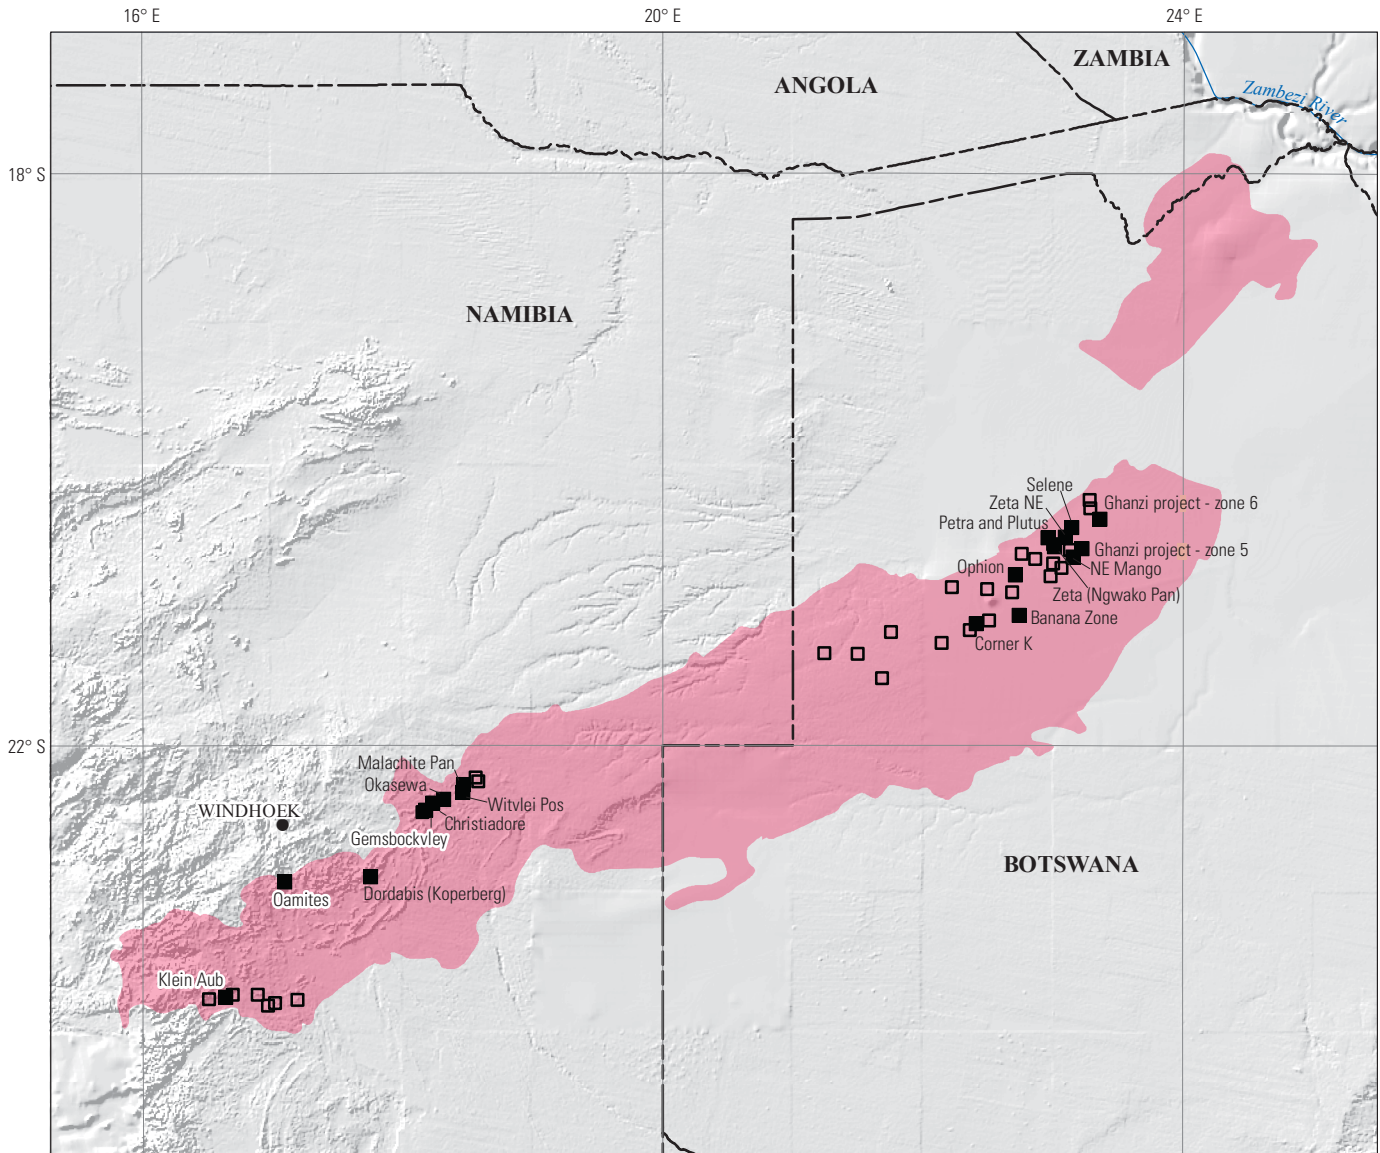 16° E
20° E
24° E
ZAMBIA
ANGOLA
Zambezi River
18° S
NAMIBIA
Selene
Zeta NE
Ghanzi project - zone 6
Petra and Plutus
Ghanzi project - zone 5
Ophion
NE Mango
Zeta (Ngwako Pan)
Banana Zone
Corner K
22° S
Malachite Pan
Okasewa
Witvlei Pos
WINDHOEK
Christiadore
Gemsbockvley
BOTSWANA
Dordabis (Koperberg)
Oamites
Klein Aub